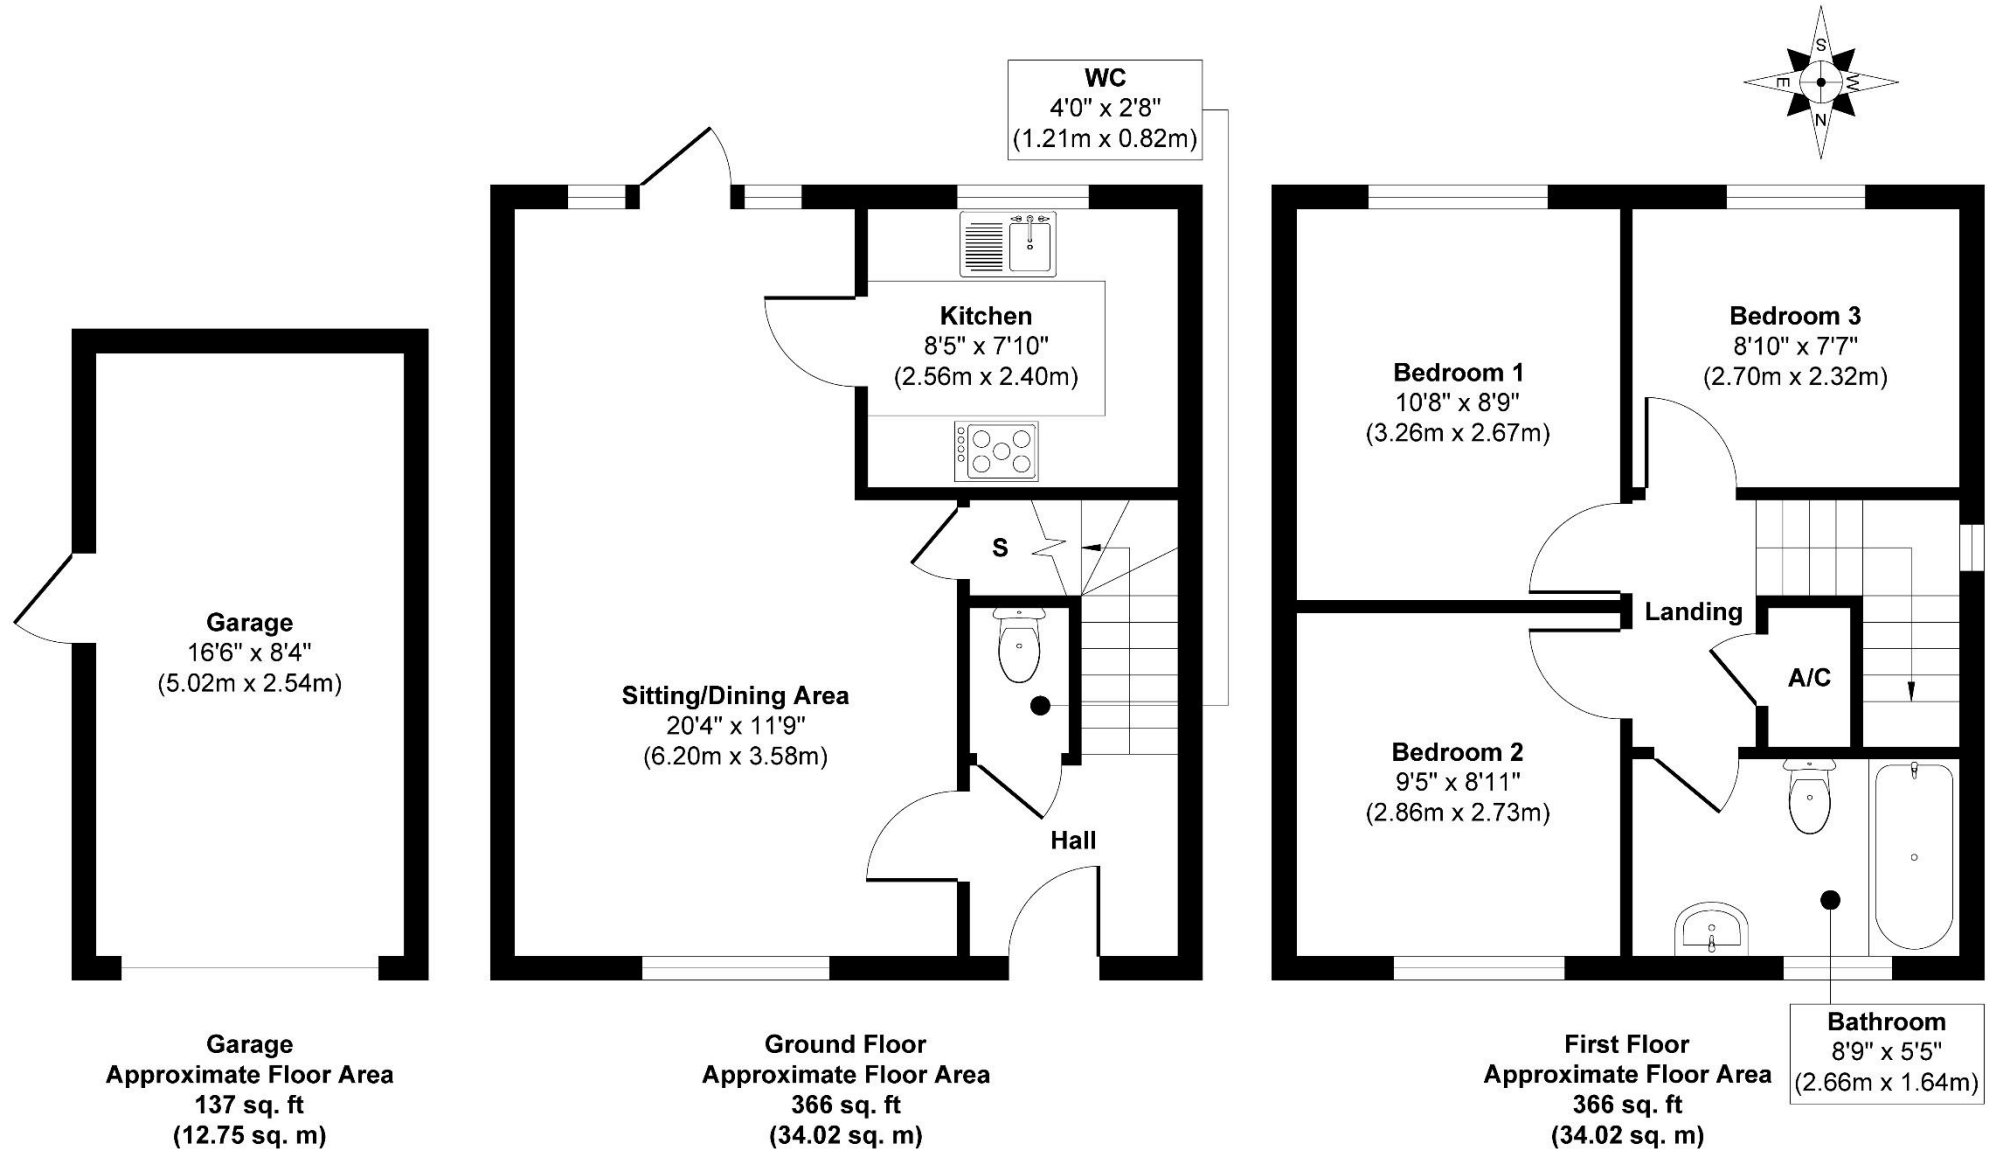 S
E
W
N
WC
4'0" x 2'8"
(1.21m x 0.82m)
Kitchen
8'5" x 7'10"
(2.56m x 2.40m)
S
Sitting/Dining Area
20'4" x 11'9"
(6.20m x 3.58m)
Hall
Garage
16'6" x 8'4"
(5.02m x 2.54m)
Bedroom 1
10'8" x 8'9"
(3.26m x 2.67m)
Bedroom 3
8'10" x 7'7"
(2.70m x 2.32m)
Landing
A/C
Bedroom 2
9'5" x 8'11"
(2.86m x 2.73m)
Bathroom
8'9" x 5'5"
(2.66m x 1.64m)
Garage
Approximate Floor Area
137 sq. ft
(12.75 sq. m)
Ground Floor
Approximate Floor Area
366 sq. ft
(34.02 sq. m)
First Floor
Approximate Floor Area
366 sq. ft
(34.02 sq. m)